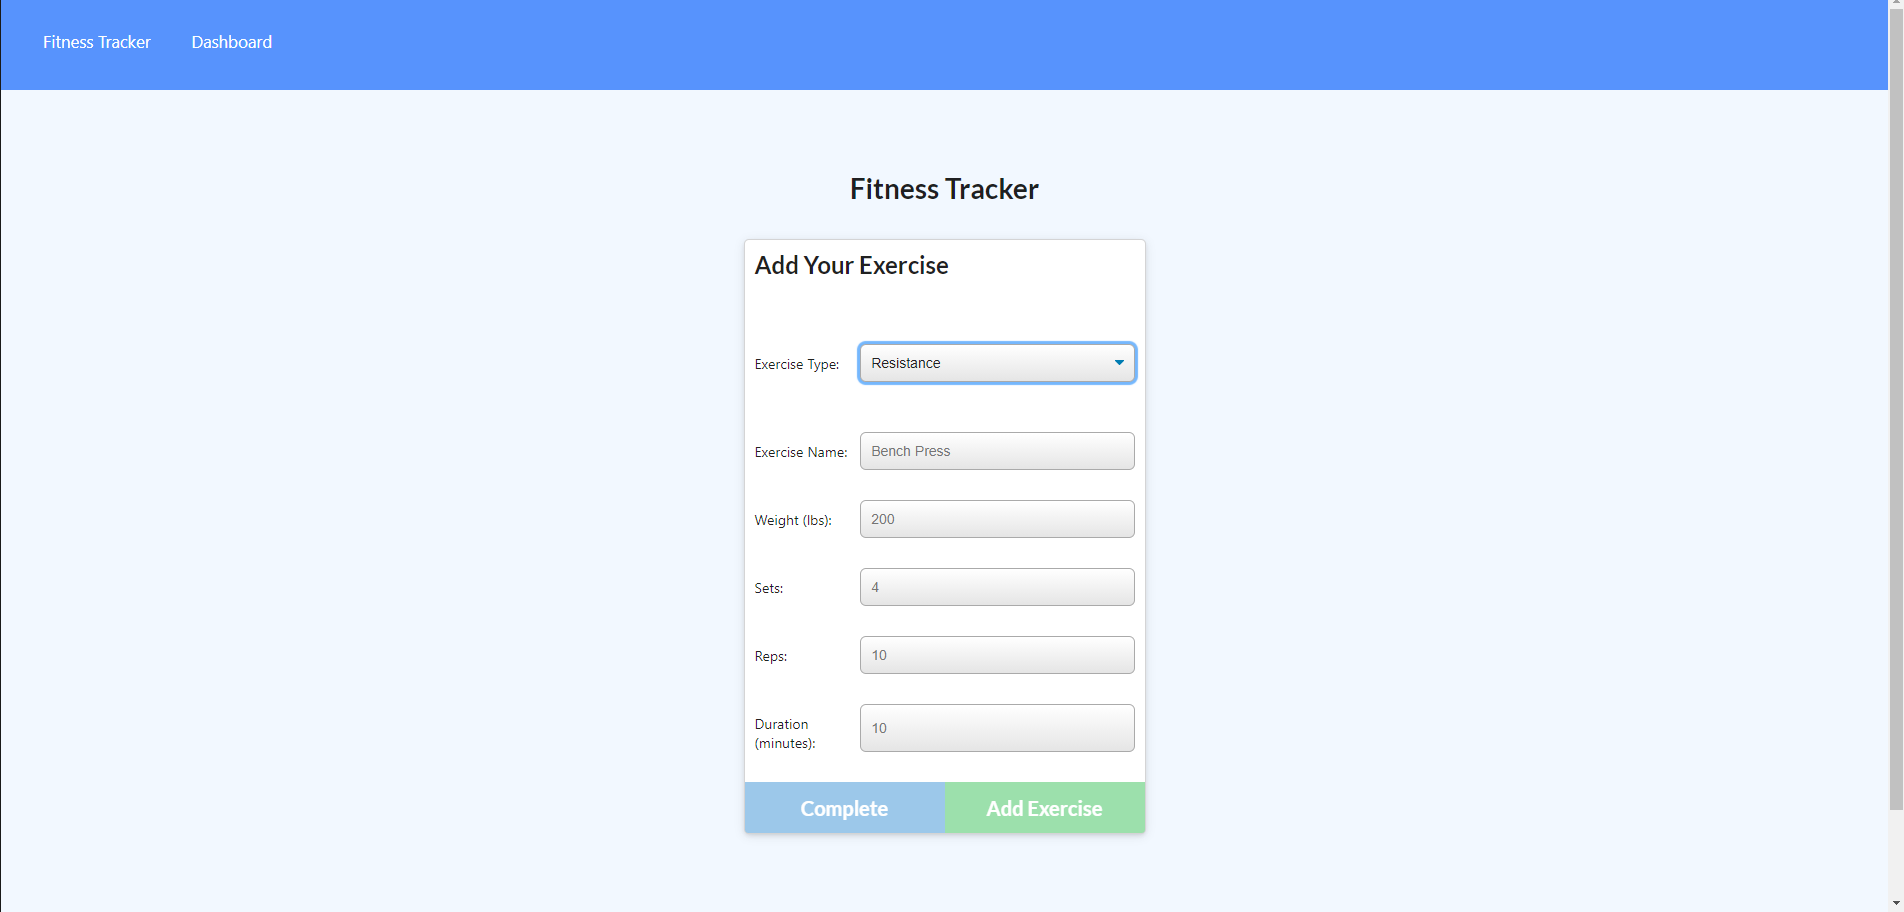 Fitness Tracker Dashboard
Fitness Tracker
Add Your Exercise
Exercise Type: Resistance
Exercise Name: Bench Press
Weight (lbs): 200
Sets: 4
Reps: 10
Duration
(minutes): 10
Complete Add Exercise